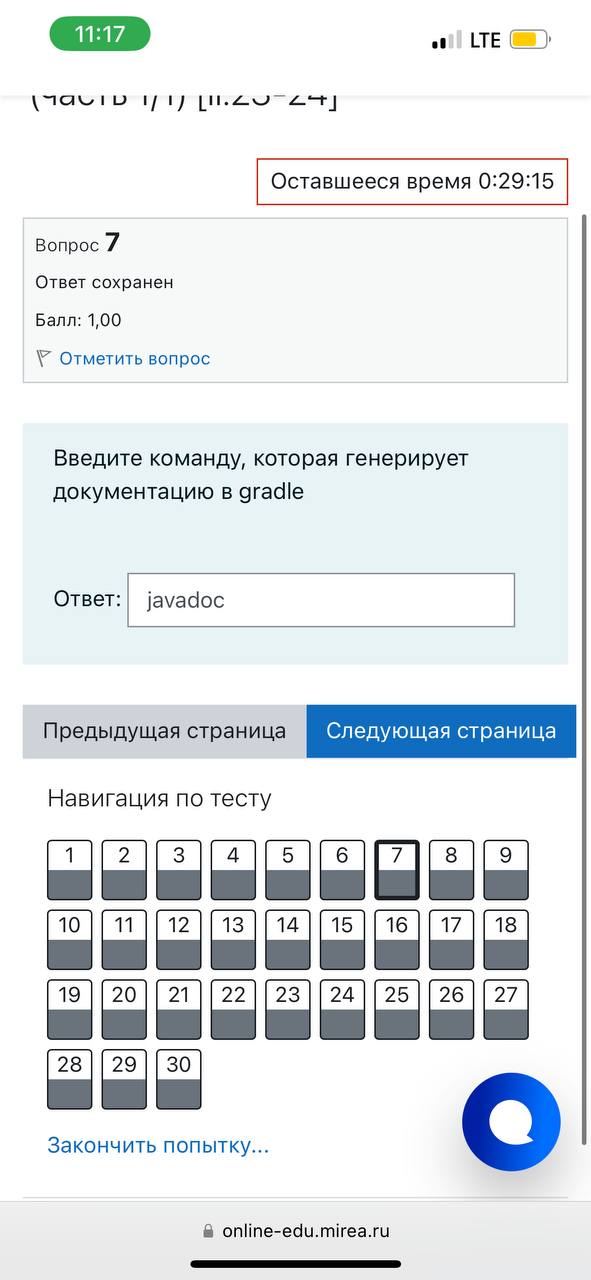 11:17
LTE
(часть 1/1) [II.23-24]
Оставшееся время 0:29:15
Вопрос 7
Ответ сохранен
Балл: 1,00
Отметить вопрос
Введите команду, которая генерирует
документацию в gradle
Ответ: javadoc
Предыдущая страница Следующая страница
Навигация по тесту
1 2 3 4 5 6 7 8 9
10 11 12 13 14 15 16 17 18
19 20 21 22 23 24 25 26 27
28 29 30
Закончить попытку...
online-edu.mirea.ru